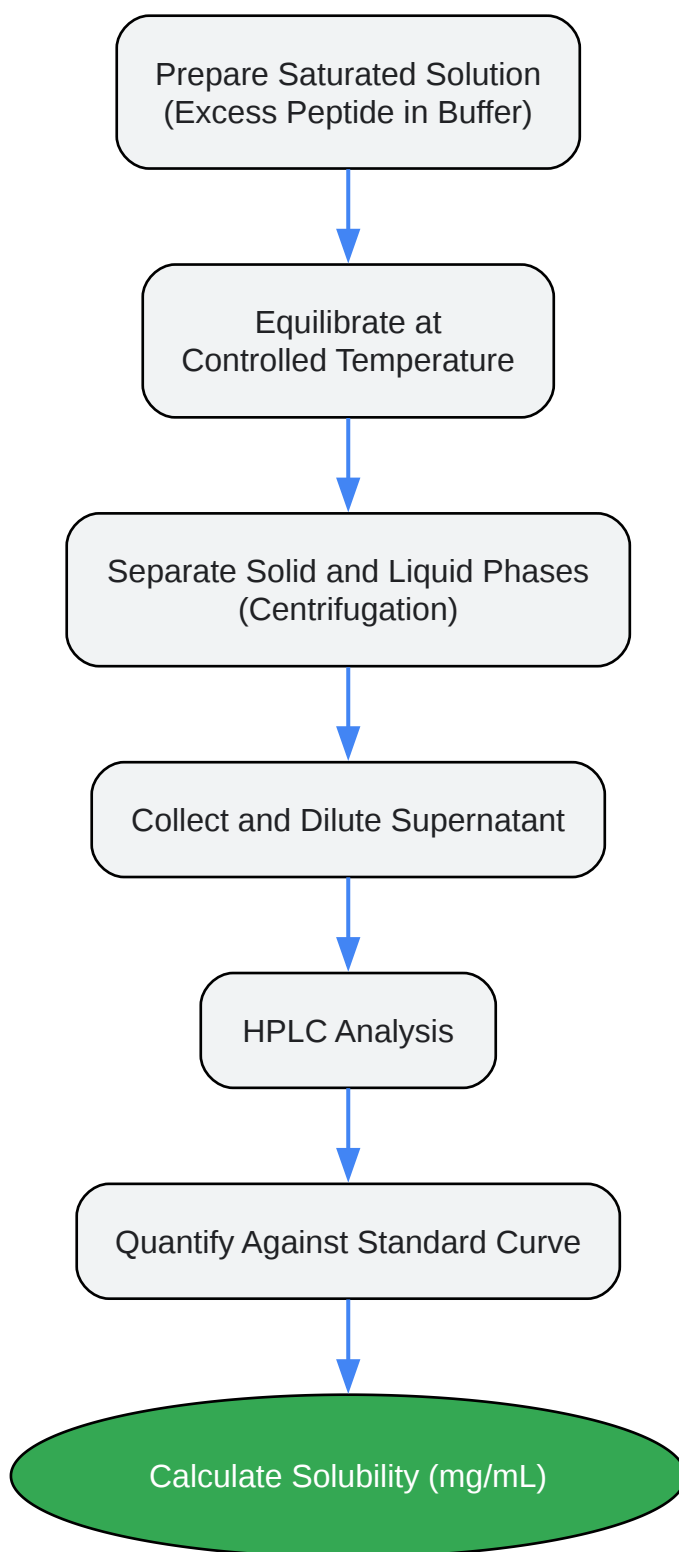 Prepare Saturated Solution
(Excess Peptide in Buffer)
Equilibrate at
Controlled Temperature
Separate Solid and Liquid Phases
(Centrifugation)
Collect and Dilute Supernatant
HPLC Analysis
Quantify Against Standard Curve
Calculate Solubility (mg/mL)